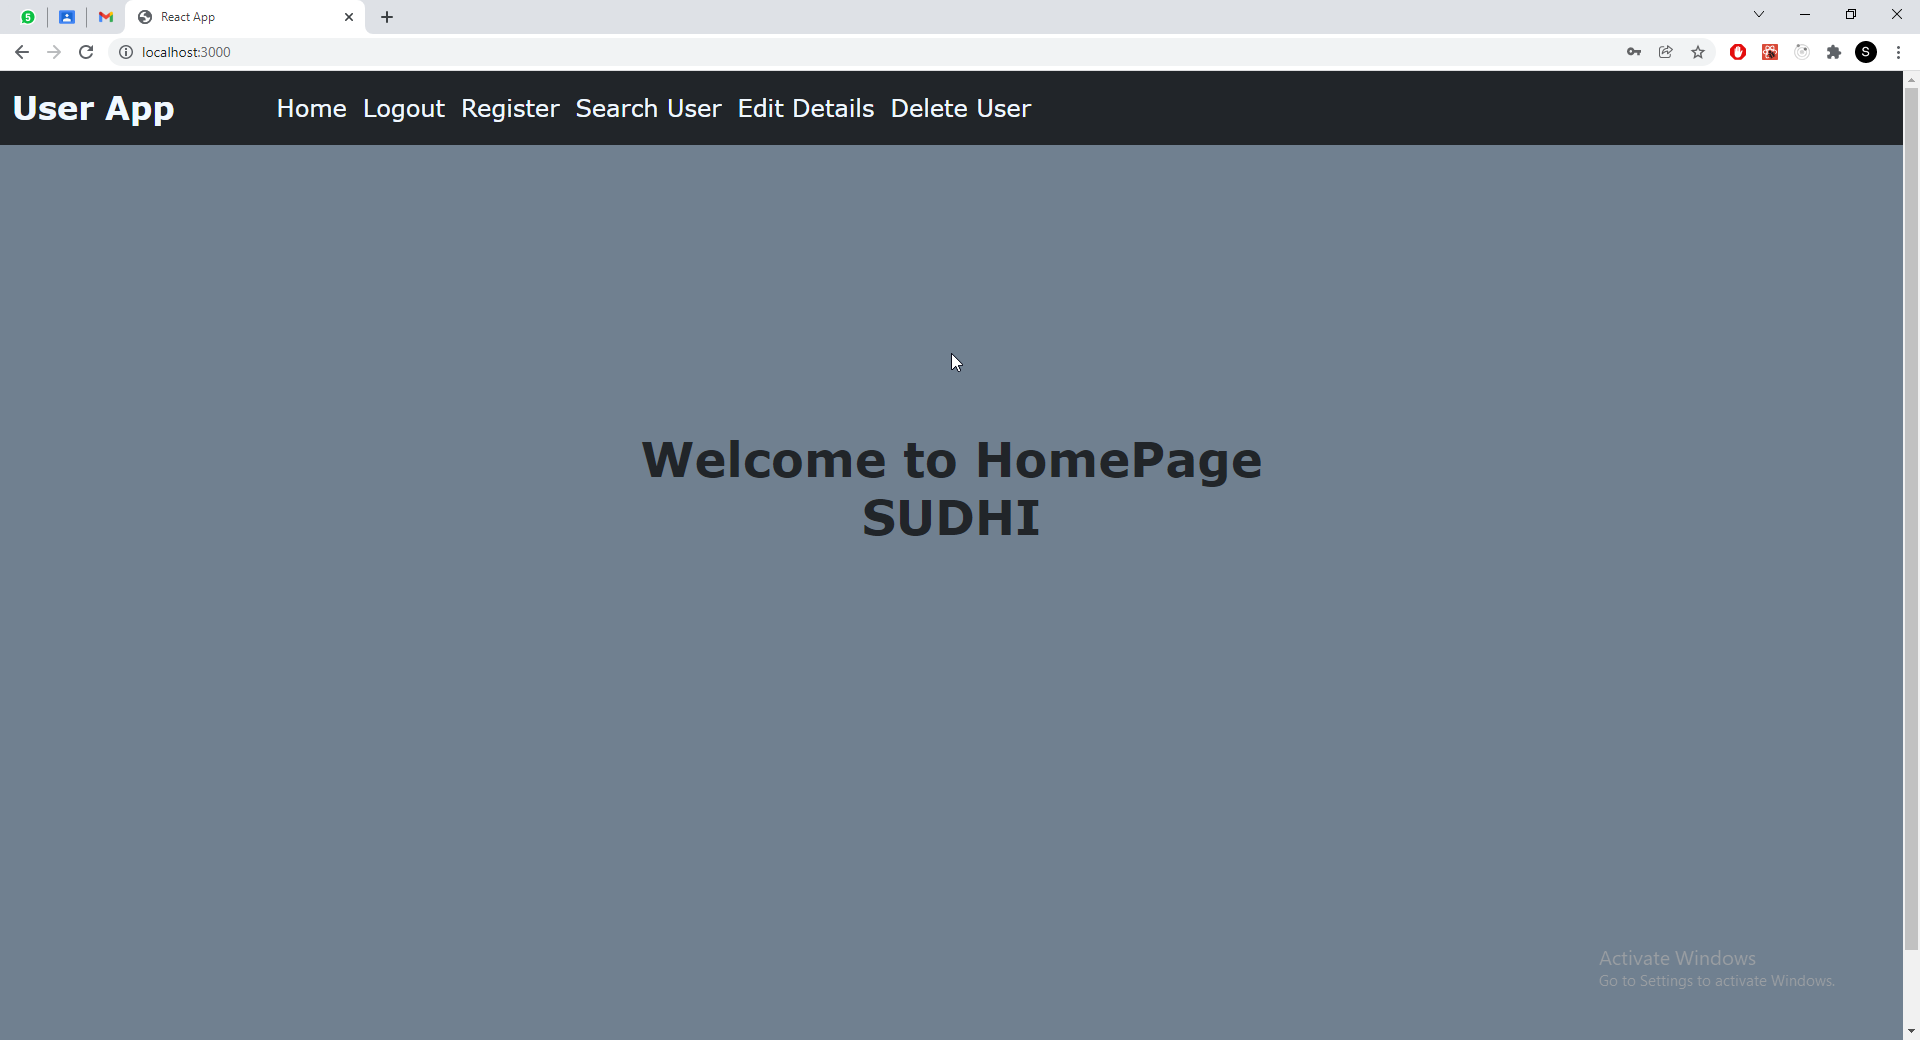 React App
localhost:3000
S
User App Home Logout Register Search User Edit Details Delete User
Welcome to HomePage
SUDHI
Activate Windows
Go to Settings to activate Windows.